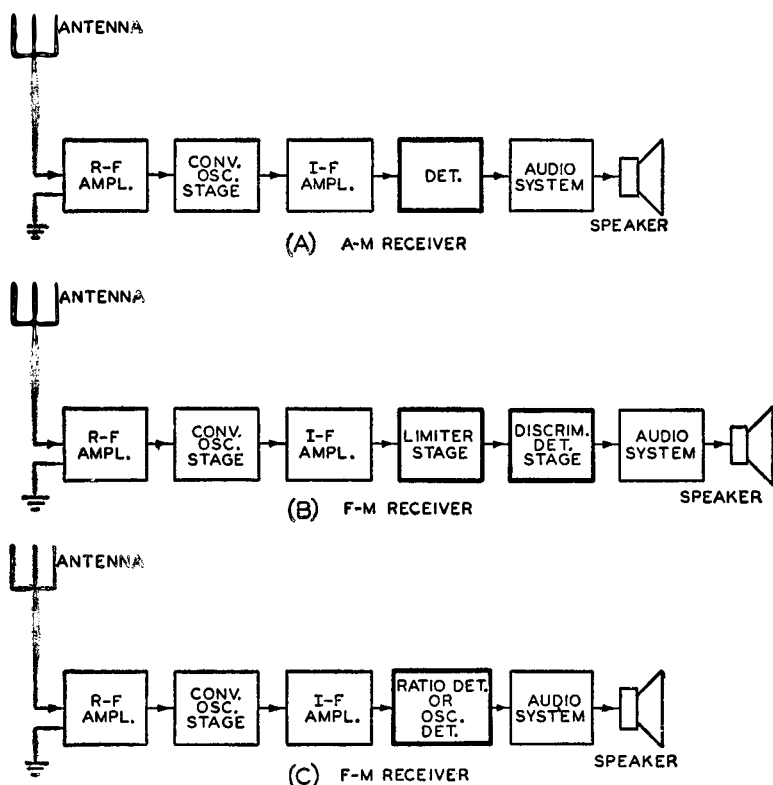 ANTENNA
R-F
AMPL.
CONV.
OSC.
STAGE
I-F
AMPL.
DET.
AUDIO
SYSTEM
SPEAKER
(A) A-M RECEIVER
ANTENNA
R-F
AMPL.
CONV.
OSC.
STAGE
I-F
AMPL.
LIMITER
STAGE
DISCRIM.
DET.
STAGE
AUDIO
SYSTEM
SPEAKER
(B) F-M RECEIVER
ANTENNA
R-F
AMPL.
CONV.
OSC.
STAGE
I-F
AMPL.
RATIO DET.
OR
OSC.
DET.
AUDIO
SYSTEM
SPEAKER
(C) F-M RECEIVER